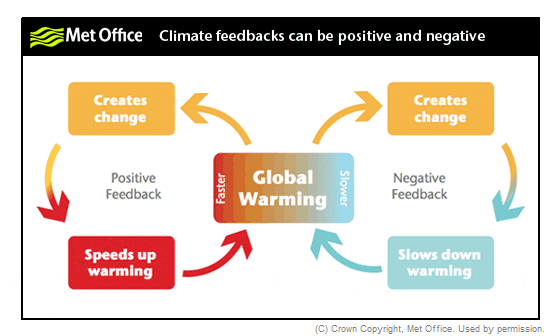 Met Office Climate feedbacks can be positive and negative
Creates
change
Creates
change
Positive
Feedback
Faster
Global
Warming
Slower
Negative
Feedback
Speeds up
warming
Slows down
warming
(C) Crown Copyright, Met Office. Used by permission.